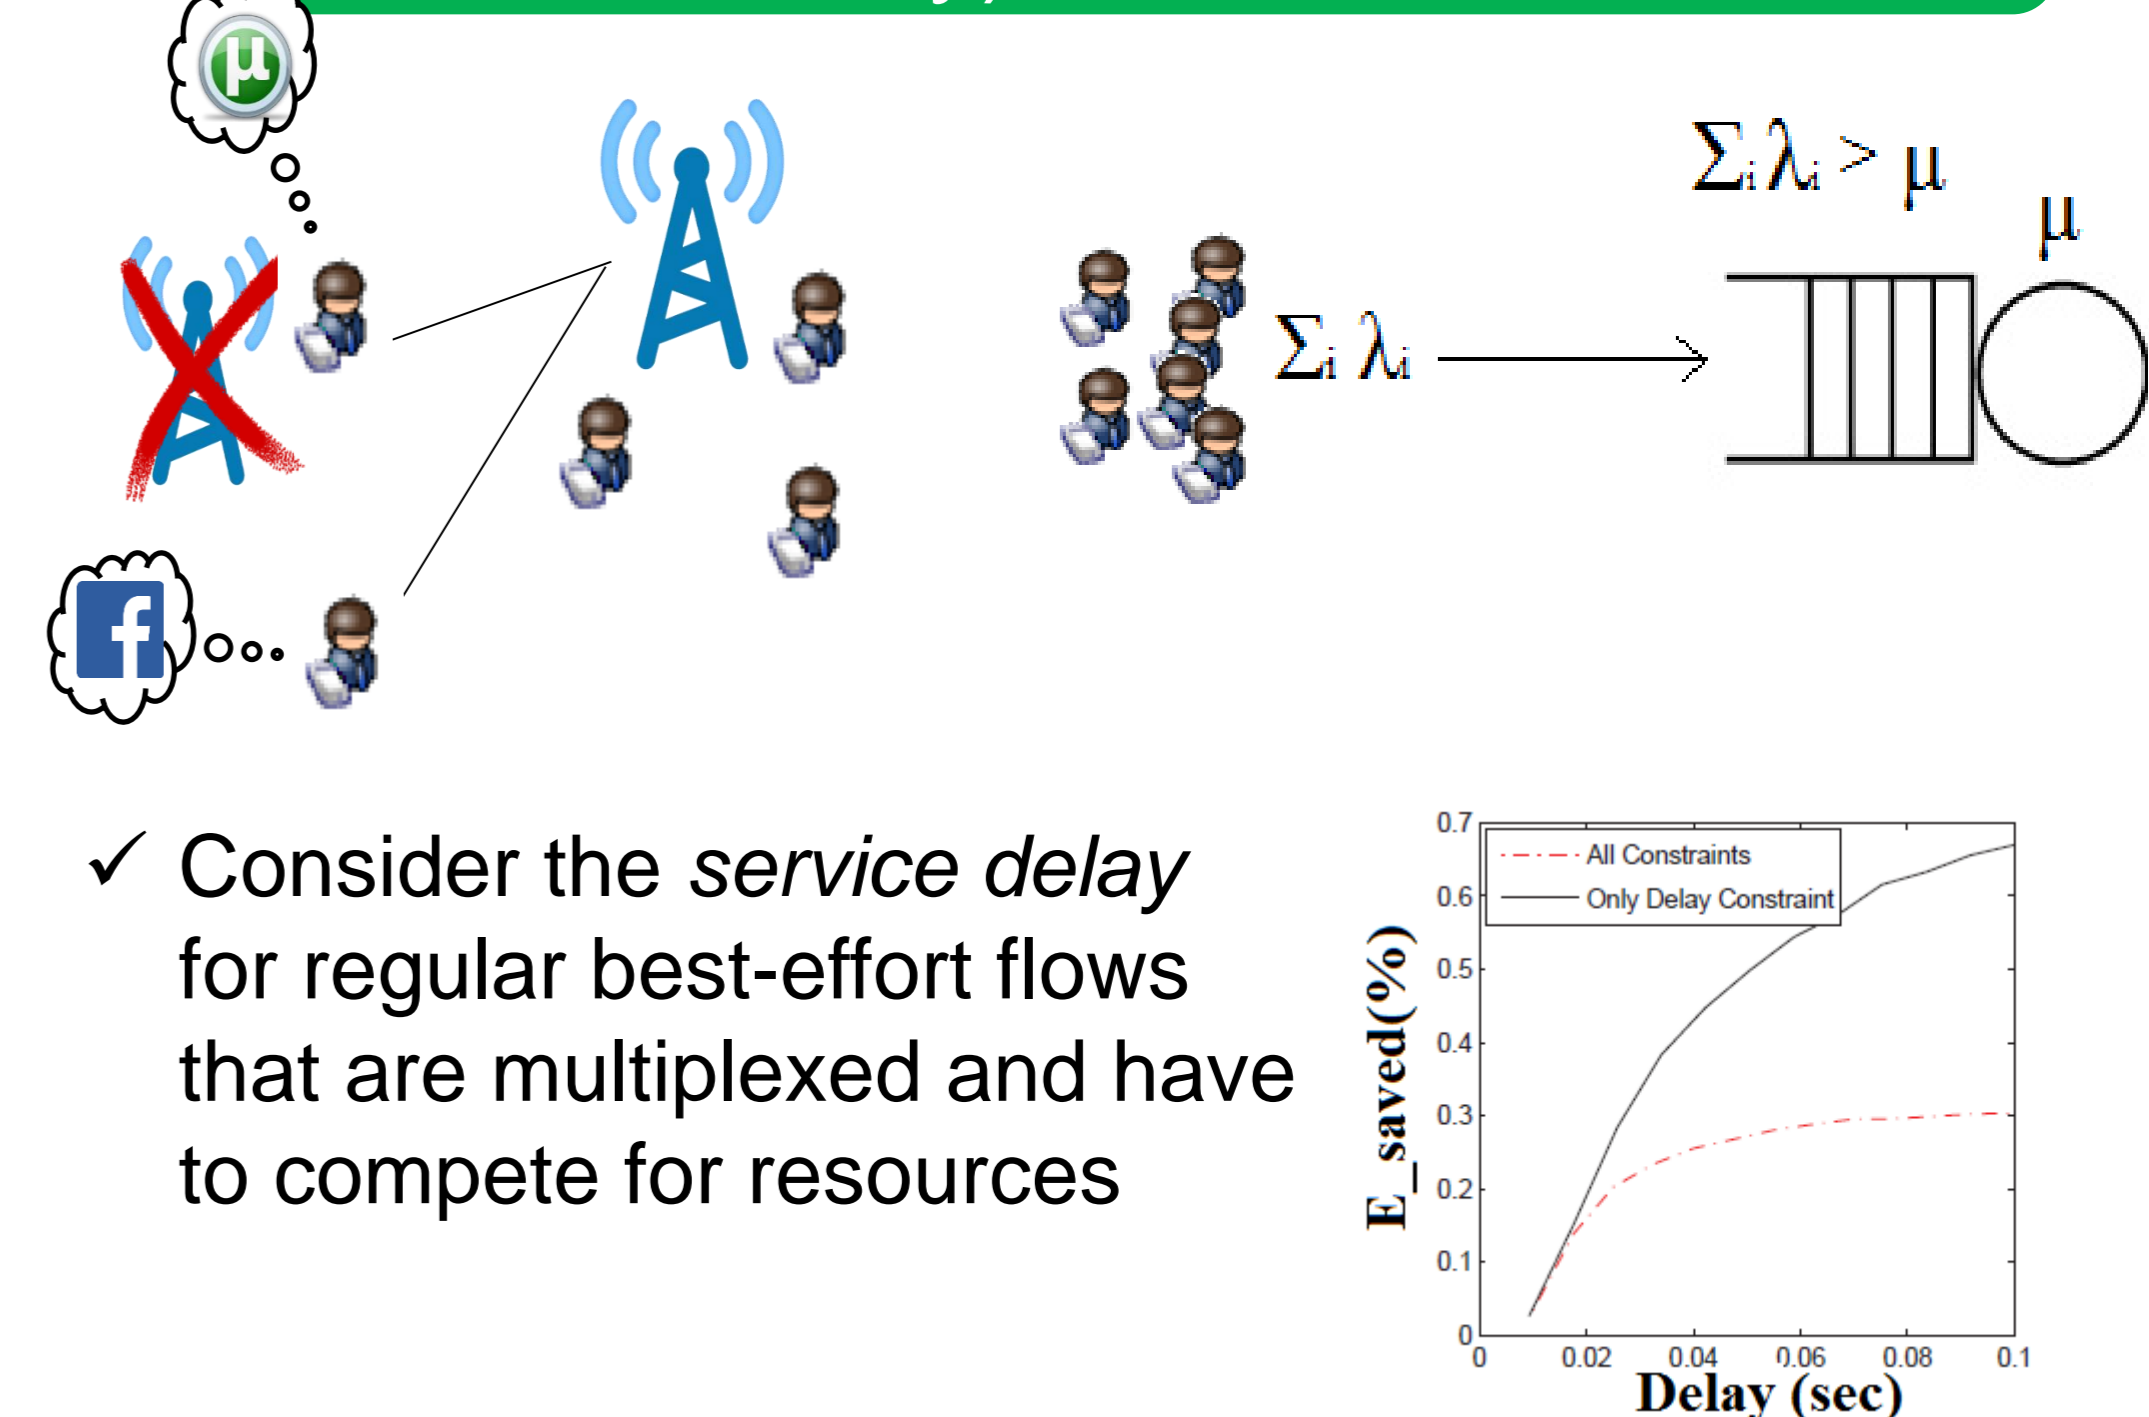 µ
Σᵢ λᵢ > μ
μ
Σᵢ λᵢ
f
✓ Consider the service delay
for regular best-effort flows
that are multiplexed and have
to compete for resources
0.7
0.6
0.5
0.4
0.3
0.2
0.1
0
All Constraints
Only Delay Constraint
E_saved(%)
0 0.02 0.04 0.06 0.08 0.1
Delay (sec)